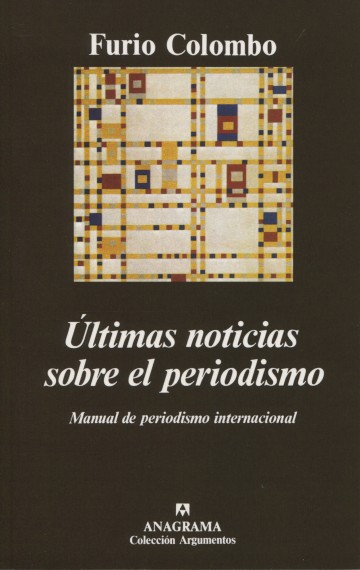 Furio Colombo
Últimas noticias
sobre el periodismo
Manual de periodismo internacional
ANAGRAMA
Colección Argumentos